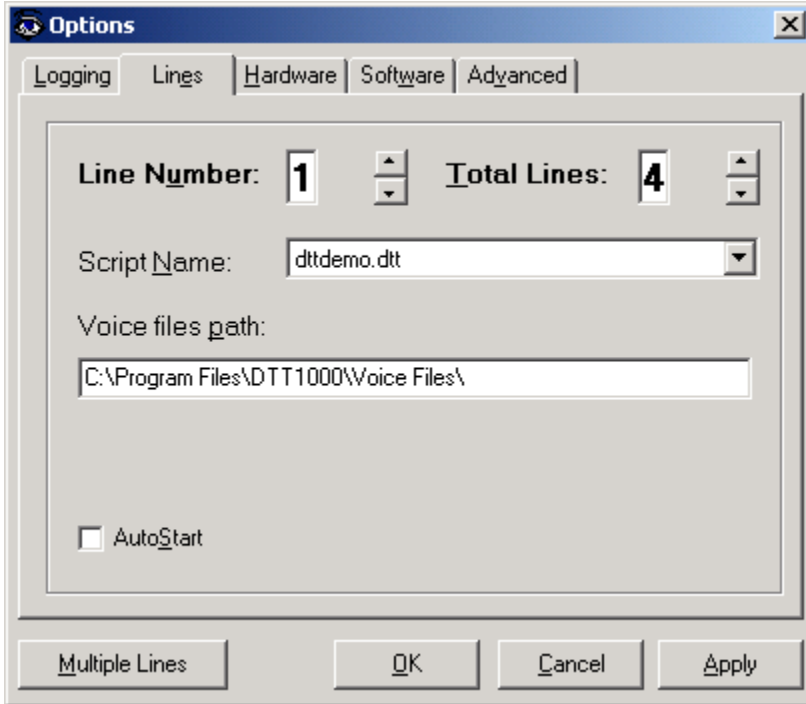 Options
Logging Lines Hardware Software Advanced
Line Number: 1 Total Lines: 4
Script Name: dttdemo.dtt
Voice files path:
C:\Program Files\DTT1000\Voice Files\
AutoStart
Multiple Lines OK Cancel Apply